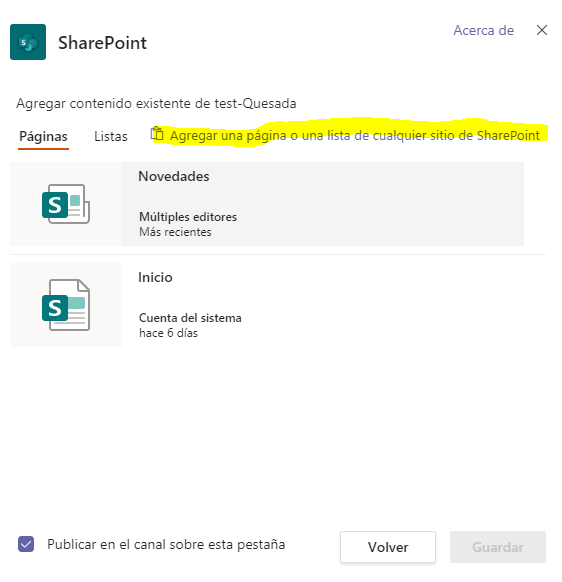 SharePoint
Acerca de
Agregar contenido existente de test-Quesada
Páginas Listas Agregar una página o una lista de cualquier sitio de SharePoint
S
Novedades
Múltiples editores
Más recientes
S
Inicio
Cuenta del sistema
hace 6 días
Publicar en el canal sobre esta pestaña
Volver
Guardar